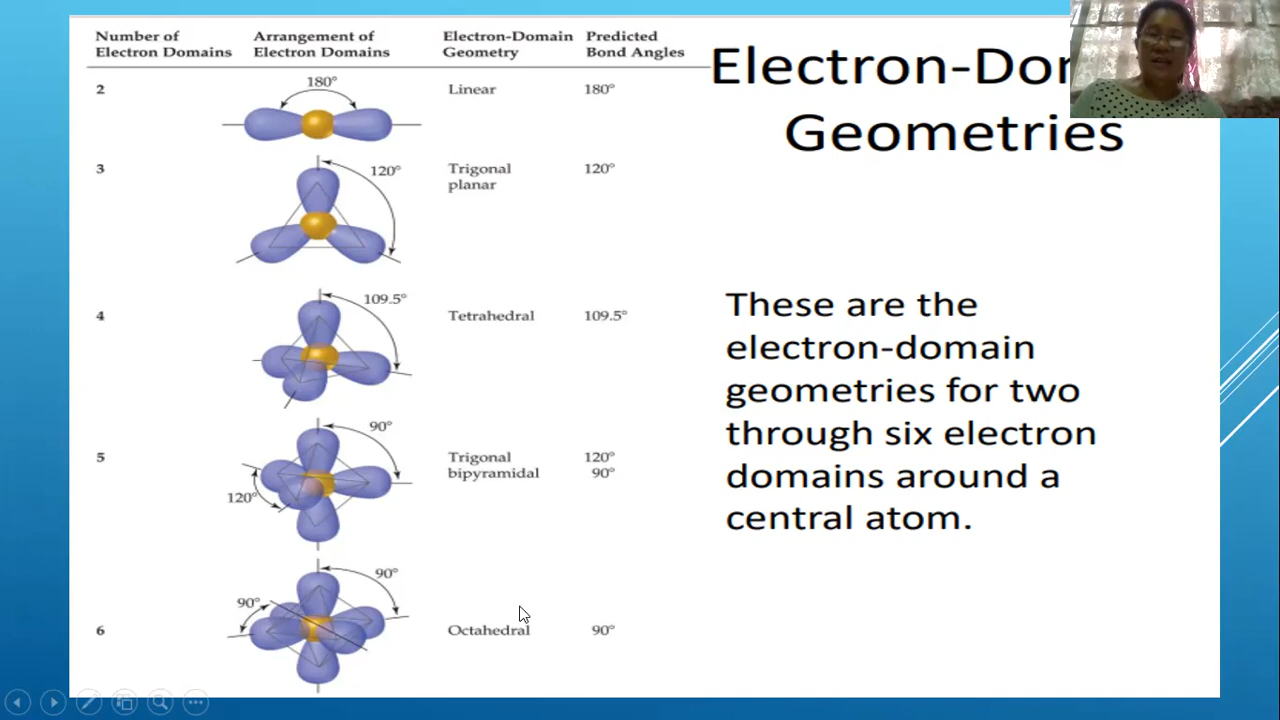 Number of Electron Domains
Arrangement of Electron Domains
Electron-Domain Geometry
Predicted Bond Angles
2
180°
Linear
180°
3
120°
Trigonal planar
120°
4
109.5°
Tetrahedral
109.5°
5
90°
120°
Trigonal bipyramidal
120°
90°
6
90°
90°
Octahedral
90°
Geometries
These are the
electron-domain
geometries for two
through six electron
domains around a
central atom.